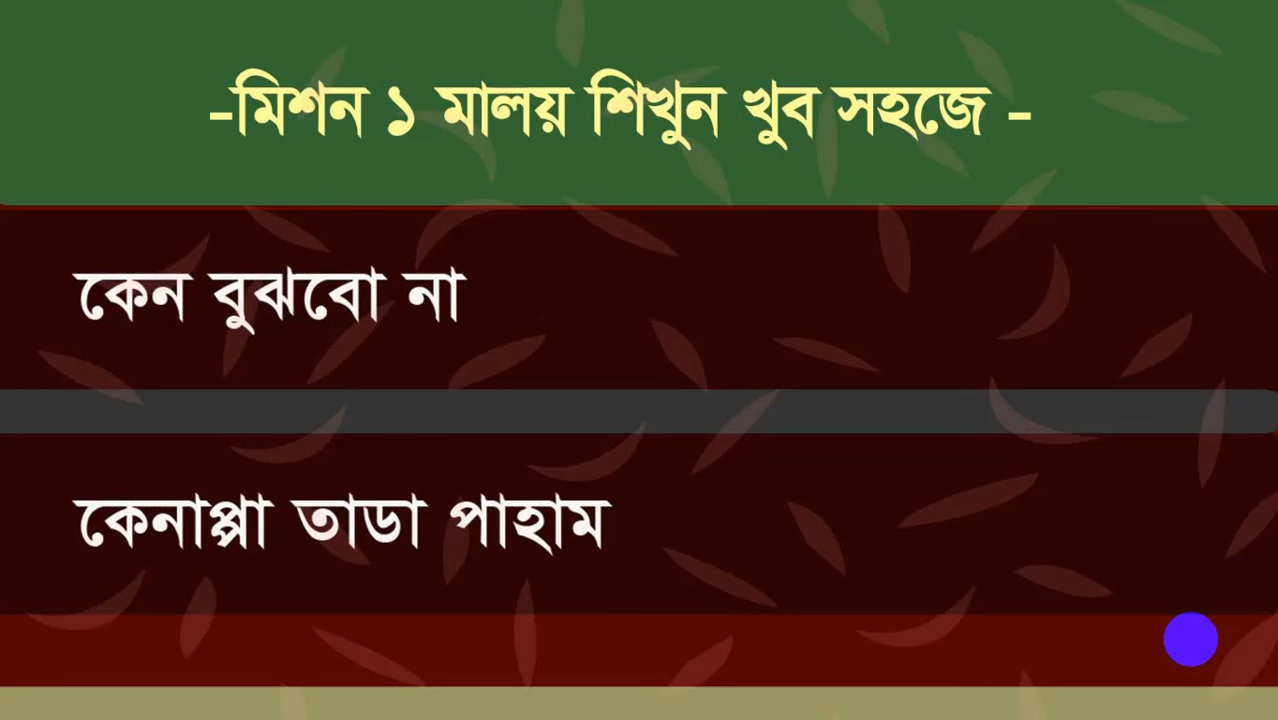 -মিশন ১ মালয় শিখুন খুব সহজে -
কেন বুঝবো না
কেনাপ্পা তাডা পাহাম